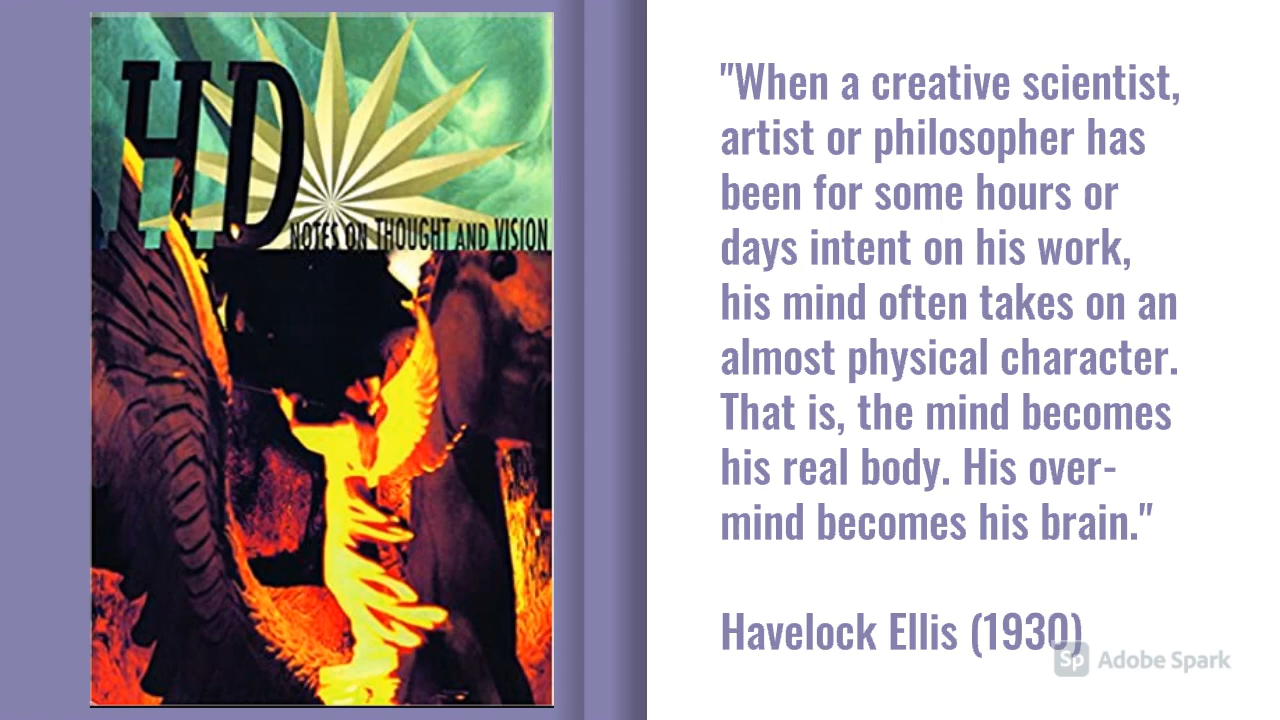 HD
NOTES ON THOUGHT AND VISION
"When a creative scientist,
artist or philosopher has
been for some hours or
days intent on his work,
his mind often takes on an
almost physical character.
That is, the mind becomes
his real body. His over-
mind becomes his brain."
Havelock Ellis (1930)
Sp Adobe Spark